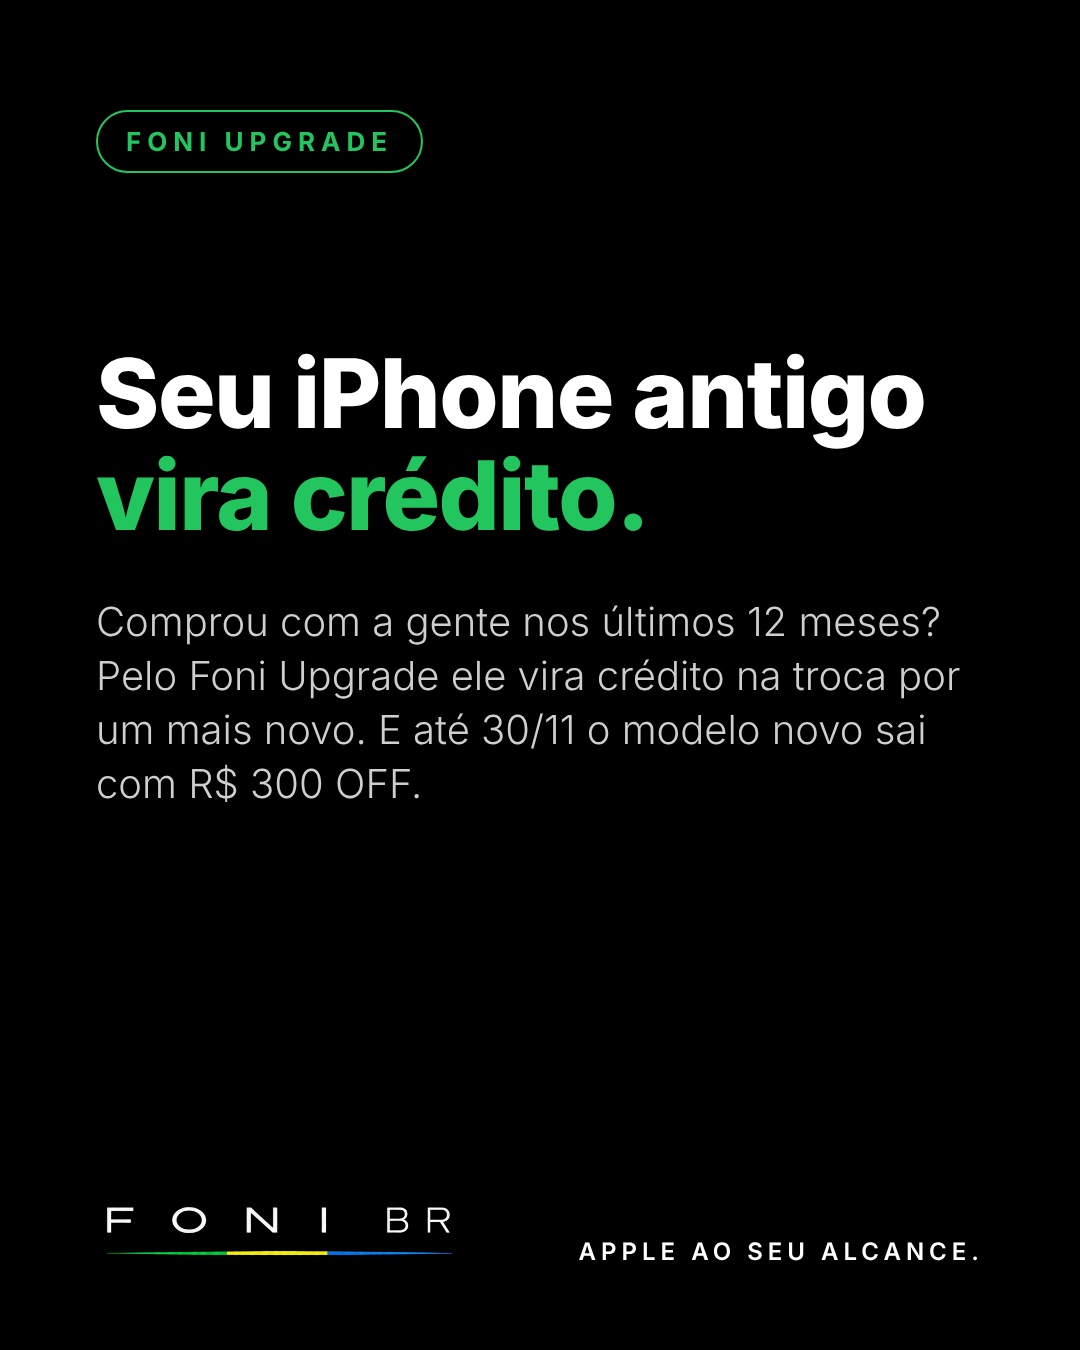 FONI UPGRADE
Seu iPhone antigo
vira crédito.
Comprou com a gente nos últimos 12 meses?
Pelo Foni Upgrade ele vira crédito na troca por
um mais novo. E até 30/11 o modelo novo sai
com R$ 300 OFF.
FONI BR
APPLE AO SEU ALCANCE.